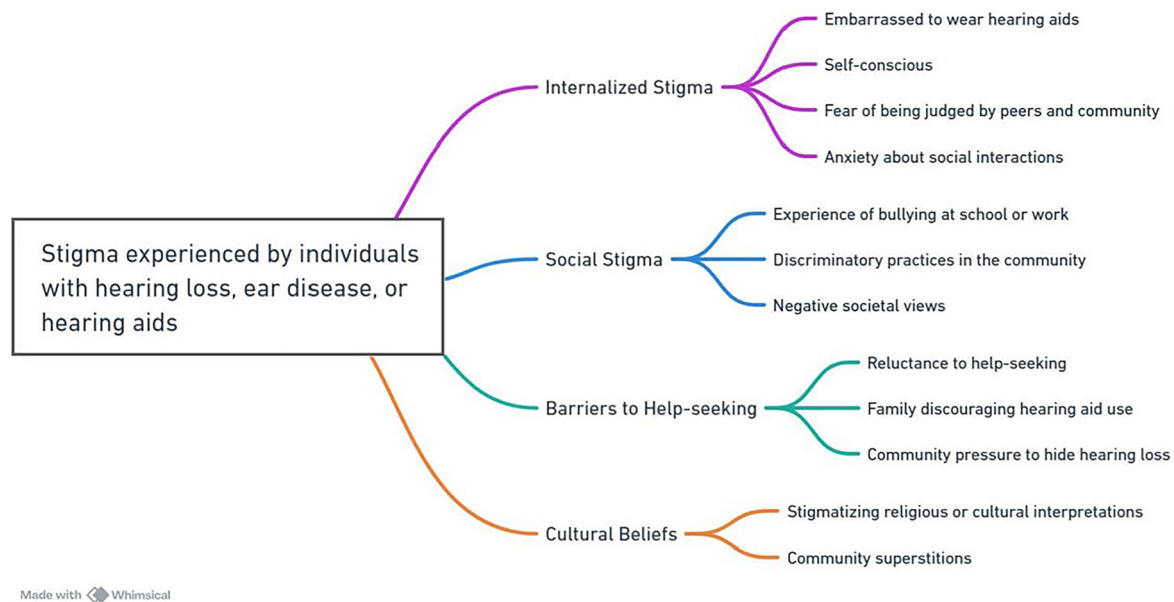 Stigma experienced by individuals
with hearing loss, ear disease, or
hearing aids
Internalized Stigma
Embarrassed to wear hearing aids
Self-conscious
Fear of being judged by peers and community
Anxiety about social interactions
Social Stigma
Experience of bullying at school or work
Discriminatory practices in the community
Negative societal views
Barriers to Help-seeking
Reluctance to help-seeking
Family discouraging hearing aid use
Community pressure to hide hearing loss
Cultural Beliefs
Stigmatizing religious or cultural interpretations
Community superstitions
Made with Whimsical